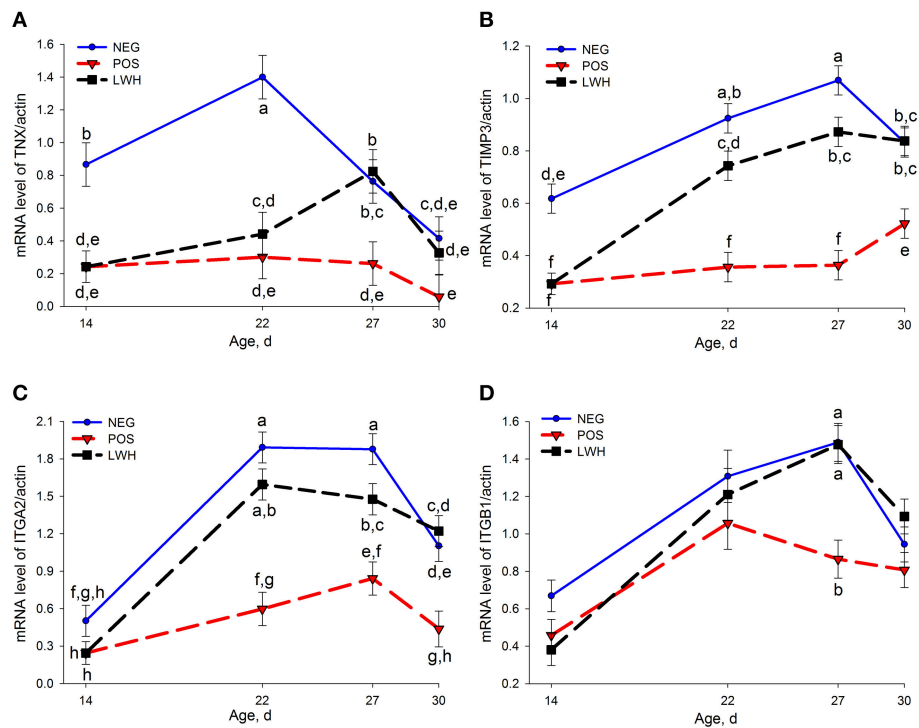 A
mRNA level of TNX/actin
1.6
1.4
1.2
1.0
0.8
0.6
0.4
0.2
0.0
NEG
POS
LWH
b
a
b
c,d
b,c
c,d,e
d,e
d,e
d,e
d,e
d,e
e
14
22
27
30
Age, d
B
mRNA level of TIMP3/actin
1.2
1.0
0.8
0.6
0.4
0.2
NEG
POS
LWH
a
a,b
b,c
c,d
b,c
b,c
d,e
f
f
f
f
e
14
22
27
30
Age, d
C
mRNA level of ITGA2/actin
2.1
1.8
1.5
1.2
0.9
0.6
0.3
0.0
NEG
POS
LWH
a
a
a,b
b,c
c,d
d,e
e,f
f,g,h
f,g
h
h
g,h
14
22
27
30
Age, d
D
mRNA level of ITGB1/actin
1.6
1.4
1.2
1.0
0.8
0.6
0.4
0.2
NEG
POS
LWH
a
a
b
14
22
27
30
Age, d